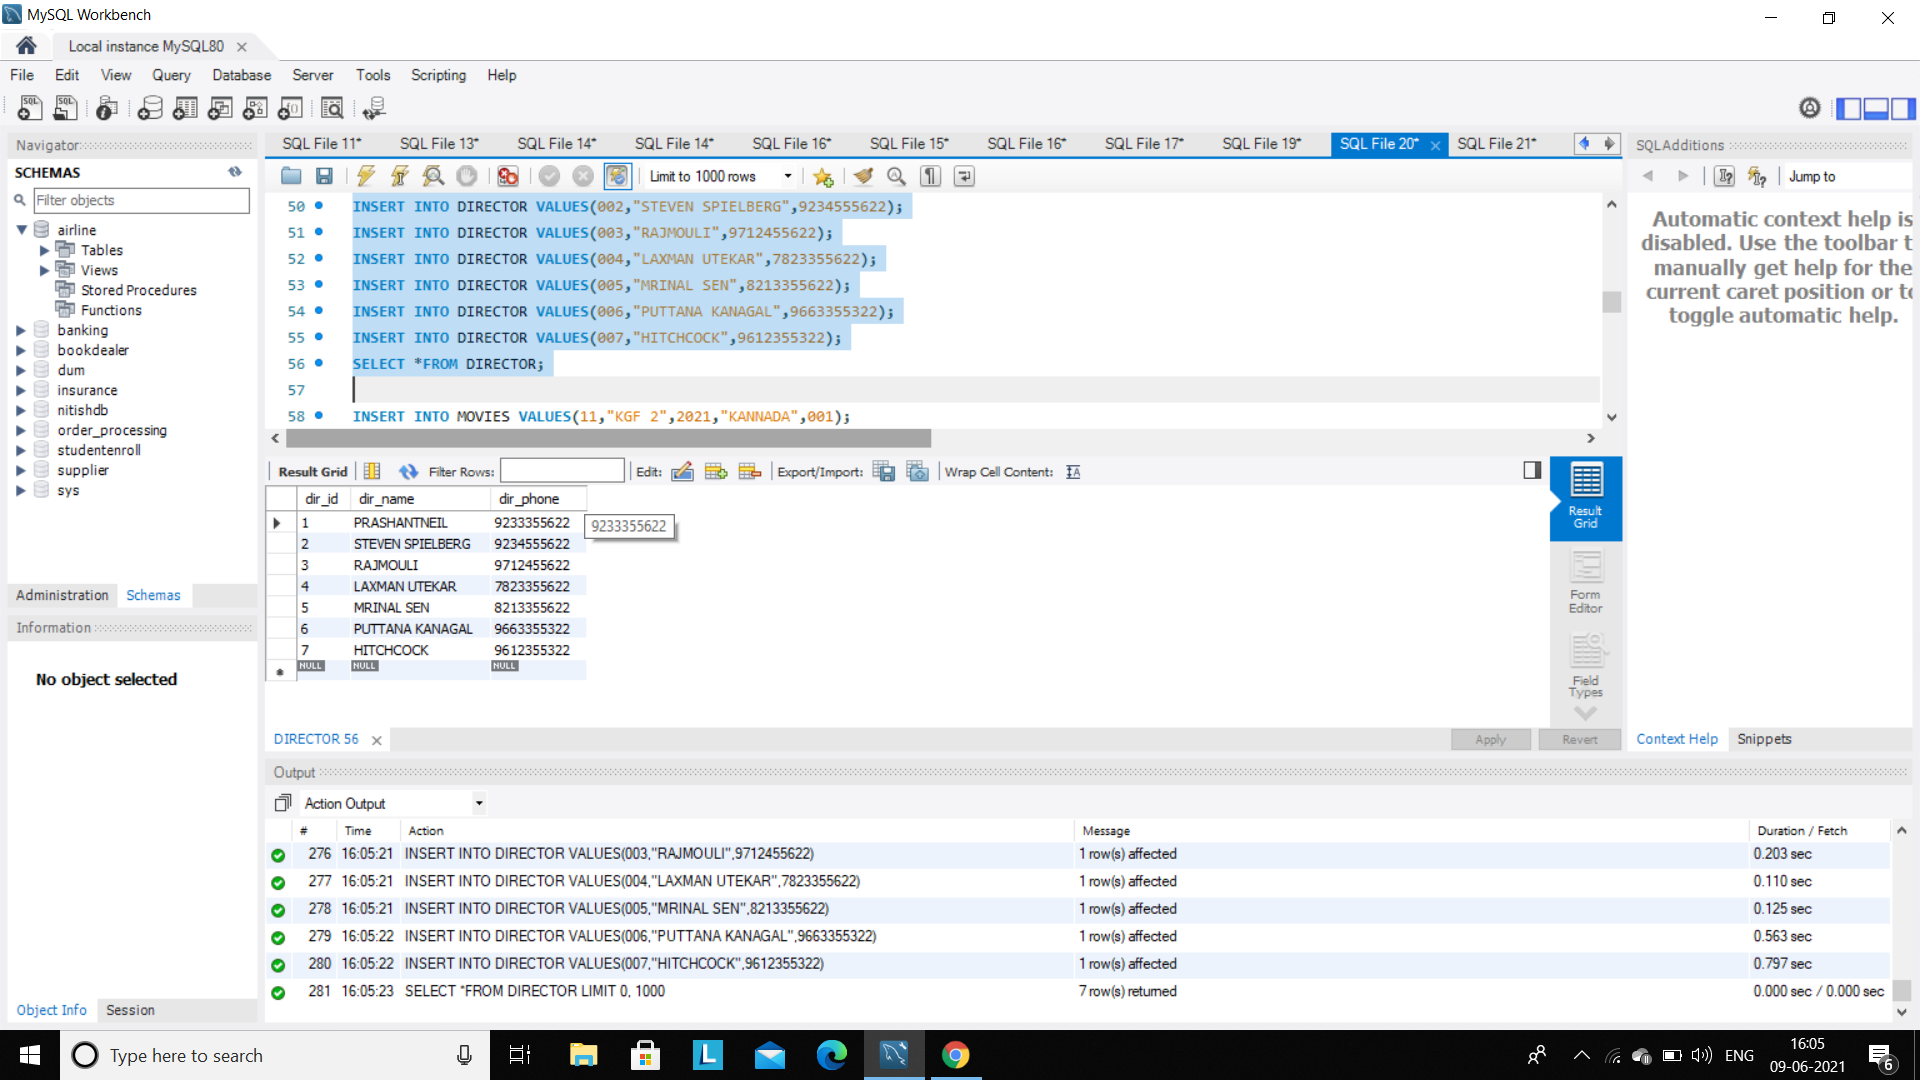 MySQL Workbench
Local instance MySQL80
File Edit View Query Database Server Tools Scripting Help
Navigator
SCHEMAS
Filter objects
airline
Tables
Views
Stored Procedures
Functions
banking
bookdealer
dum
insurance
nitishdb
order_processing
studentenroll
supplier
sys
Administration Schemas
Information
No object selected
Object Info Session
SQL File 11* SQL File 13* SQL File 14* SQL File 14* SQL File 16* SQL File 15* SQL File 16* SQL File 17* SQL File 19* SQL File 20* SQL File 21*
Limit to 1000 rows
50 INSERT INTO DIRECTOR VALUES(002,"STEVEN SPIELBERG",9234555622);
51 INSERT INTO DIRECTOR VALUES(003,"RAJMOULI",9712455622);
52 INSERT INTO DIRECTOR VALUES(004,"LAXMAN UTEKAR",7823355622);
53 INSERT INTO DIRECTOR VALUES(005,"MRINAL SEN",8213355622);
54 INSERT INTO DIRECTOR VALUES(006,"PUTTANA KANAGAL",9663355322);
55 INSERT INTO DIRECTOR VALUES(007,"HITCHCOCK",9612355322);
56 SELECT *FROM DIRECTOR;
57
58 INSERT INTO MOVIES VALUES(11,"KGF 2",2021,"KANNADA",001);
Result Grid Filter Rows: Edit: Export/Import: Wrap Cell Content:
dir_id dir_name dir_phone
1 PRASHANTNEIL 9233355622
9233355622
2 STEVEN SPIELBERG 9234555622
3 RAJMOULI 9712455622
4 LAXMAN UTEKAR 7823355622
5 MRINAL SEN 8213355622
6 PUTTANA KANAGAL 9663355322
7 HITCHCOCK 9612355322
NULL NULL NULL
Result
Grid
Form
Editor
Field
Types
DIRECTOR 56
Apply Revert
SQLAdditions
Jump to
Automatic context help is
disabled. Use the toolbar t
manually get help for the
current caret position or to
toggle automatic help.
Context Help Snippets
Output
Action Output
# Time Action Message Duration / Fetch
276 16:05:21 INSERT INTO DIRECTOR VALUES(003,"RAJMOULI",9712455622) 1 row(s) affected 0.203 sec
277 16:05:21 INSERT INTO DIRECTOR VALUES(004,"LAXMAN UTEKAR",7823355622) 1 row(s) affected 0.110 sec
278 16:05:21 INSERT INTO DIRECTOR VALUES(005,"MRINAL SEN",8213355622) 1 row(s) affected 0.125 sec
279 16:05:22 INSERT INTO DIRECTOR VALUES(006,"PUTTANA KANAGAL",9663355322) 1 row(s) affected 0.563 sec
280 16:05:22 INSERT INTO DIRECTOR VALUES(007,"HITCHCOCK",9612355322) 1 row(s) affected 0.797 sec
281 16:05:23 SELECT *FROM DIRECTOR LIMIT 0, 1000 7 row(s) returned 0.000 sec / 0.000 sec
Type here to search
L
ENG
16:05
09-06-2021
6